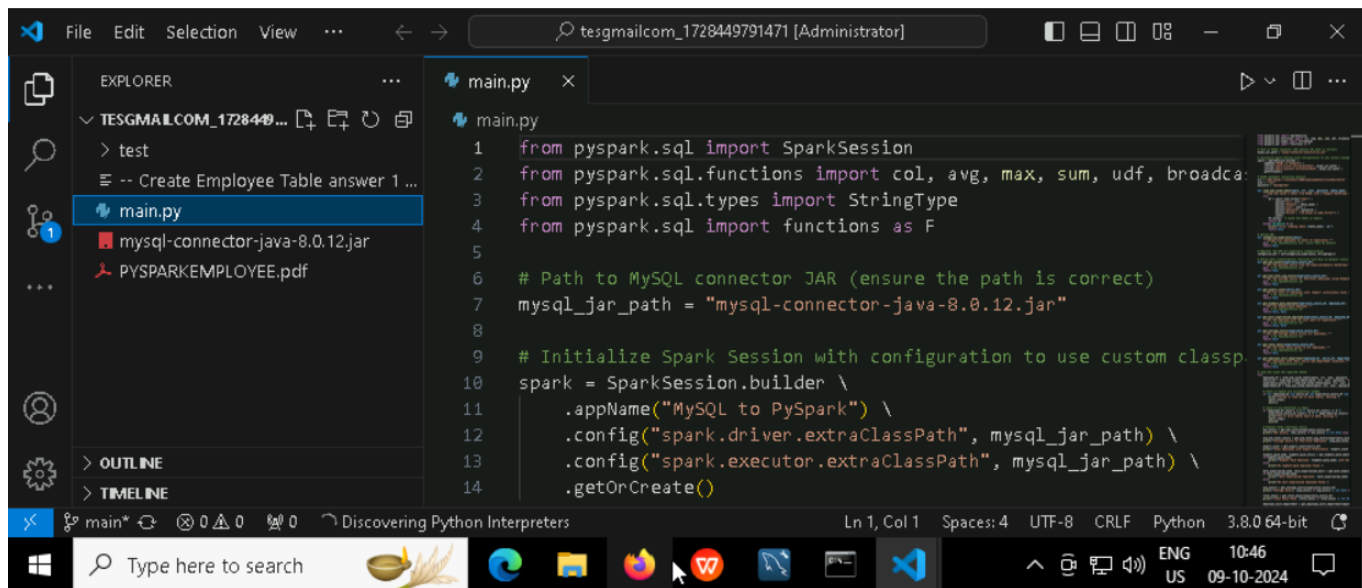 File Edit Selection View ··· ← → tesgmailcom_1728449791471 [Administrator]
EXPLORER ···
TESGMAILCOM_1728449...
test
-- Create Employee Table answer 1 ...
main.py
mysql-connector-java-8.0.12.jar
PYSPARKEMPLOYEE.pdf
OUTLINE
TIMELINE
1
main.py
main.py
1 from pyspark.sql import SparkSession
2 from pyspark.sql.functions import col, avg, max, sum, udf, broadca
3 from pyspark.sql.types import StringType
4 from pyspark.sql import functions as F
5
6 # Path to MySQL connector JAR (ensure the path is correct)
7 mysql_jar_path = "mysql-connector-java-8.0.12.jar"
8
9 # Initialize Spark Session with configuration to use custom classp
10 spark = SparkSession.builder \
11 .appName("MySQL to PySpark") \
12 .config("spark.driver.extraClassPath", mysql_jar_path) \
13 .config("spark.executor.extraClassPath", mysql_jar_path) \
14 .getOrCreate()
main* 0 0 0 Discovering Python Interpreters Ln 1, Col 1 Spaces: 4 UTF-8 CRLF Python 3.8.0 64-bit
Type here to search
ENG 10:46
US 09-10-2024